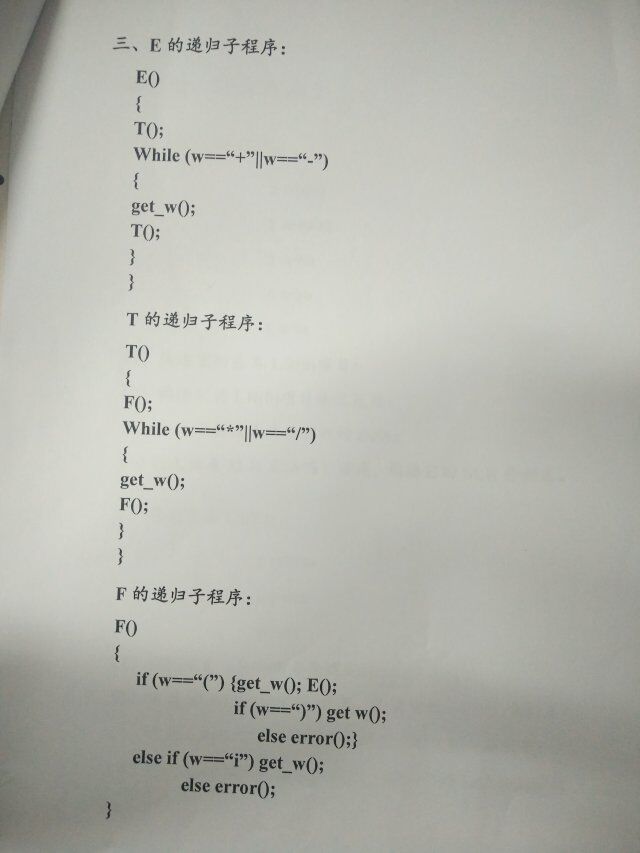 三、E 的递归子程序：
E()
{
T();
While (w==“+”||w==“-”)
{
get_w();
T();
}
}
T 的递归子程序：
T()
{
F();
While (w==“*”||w==“/”)
{
get_w();
F();
}
}
F 的递归子程序：
F()
{
if (w==“(”) {get_w(); E();
if (w==“)”) get w();
else error();}
else if (w==“i”) get_w();
else error();
}